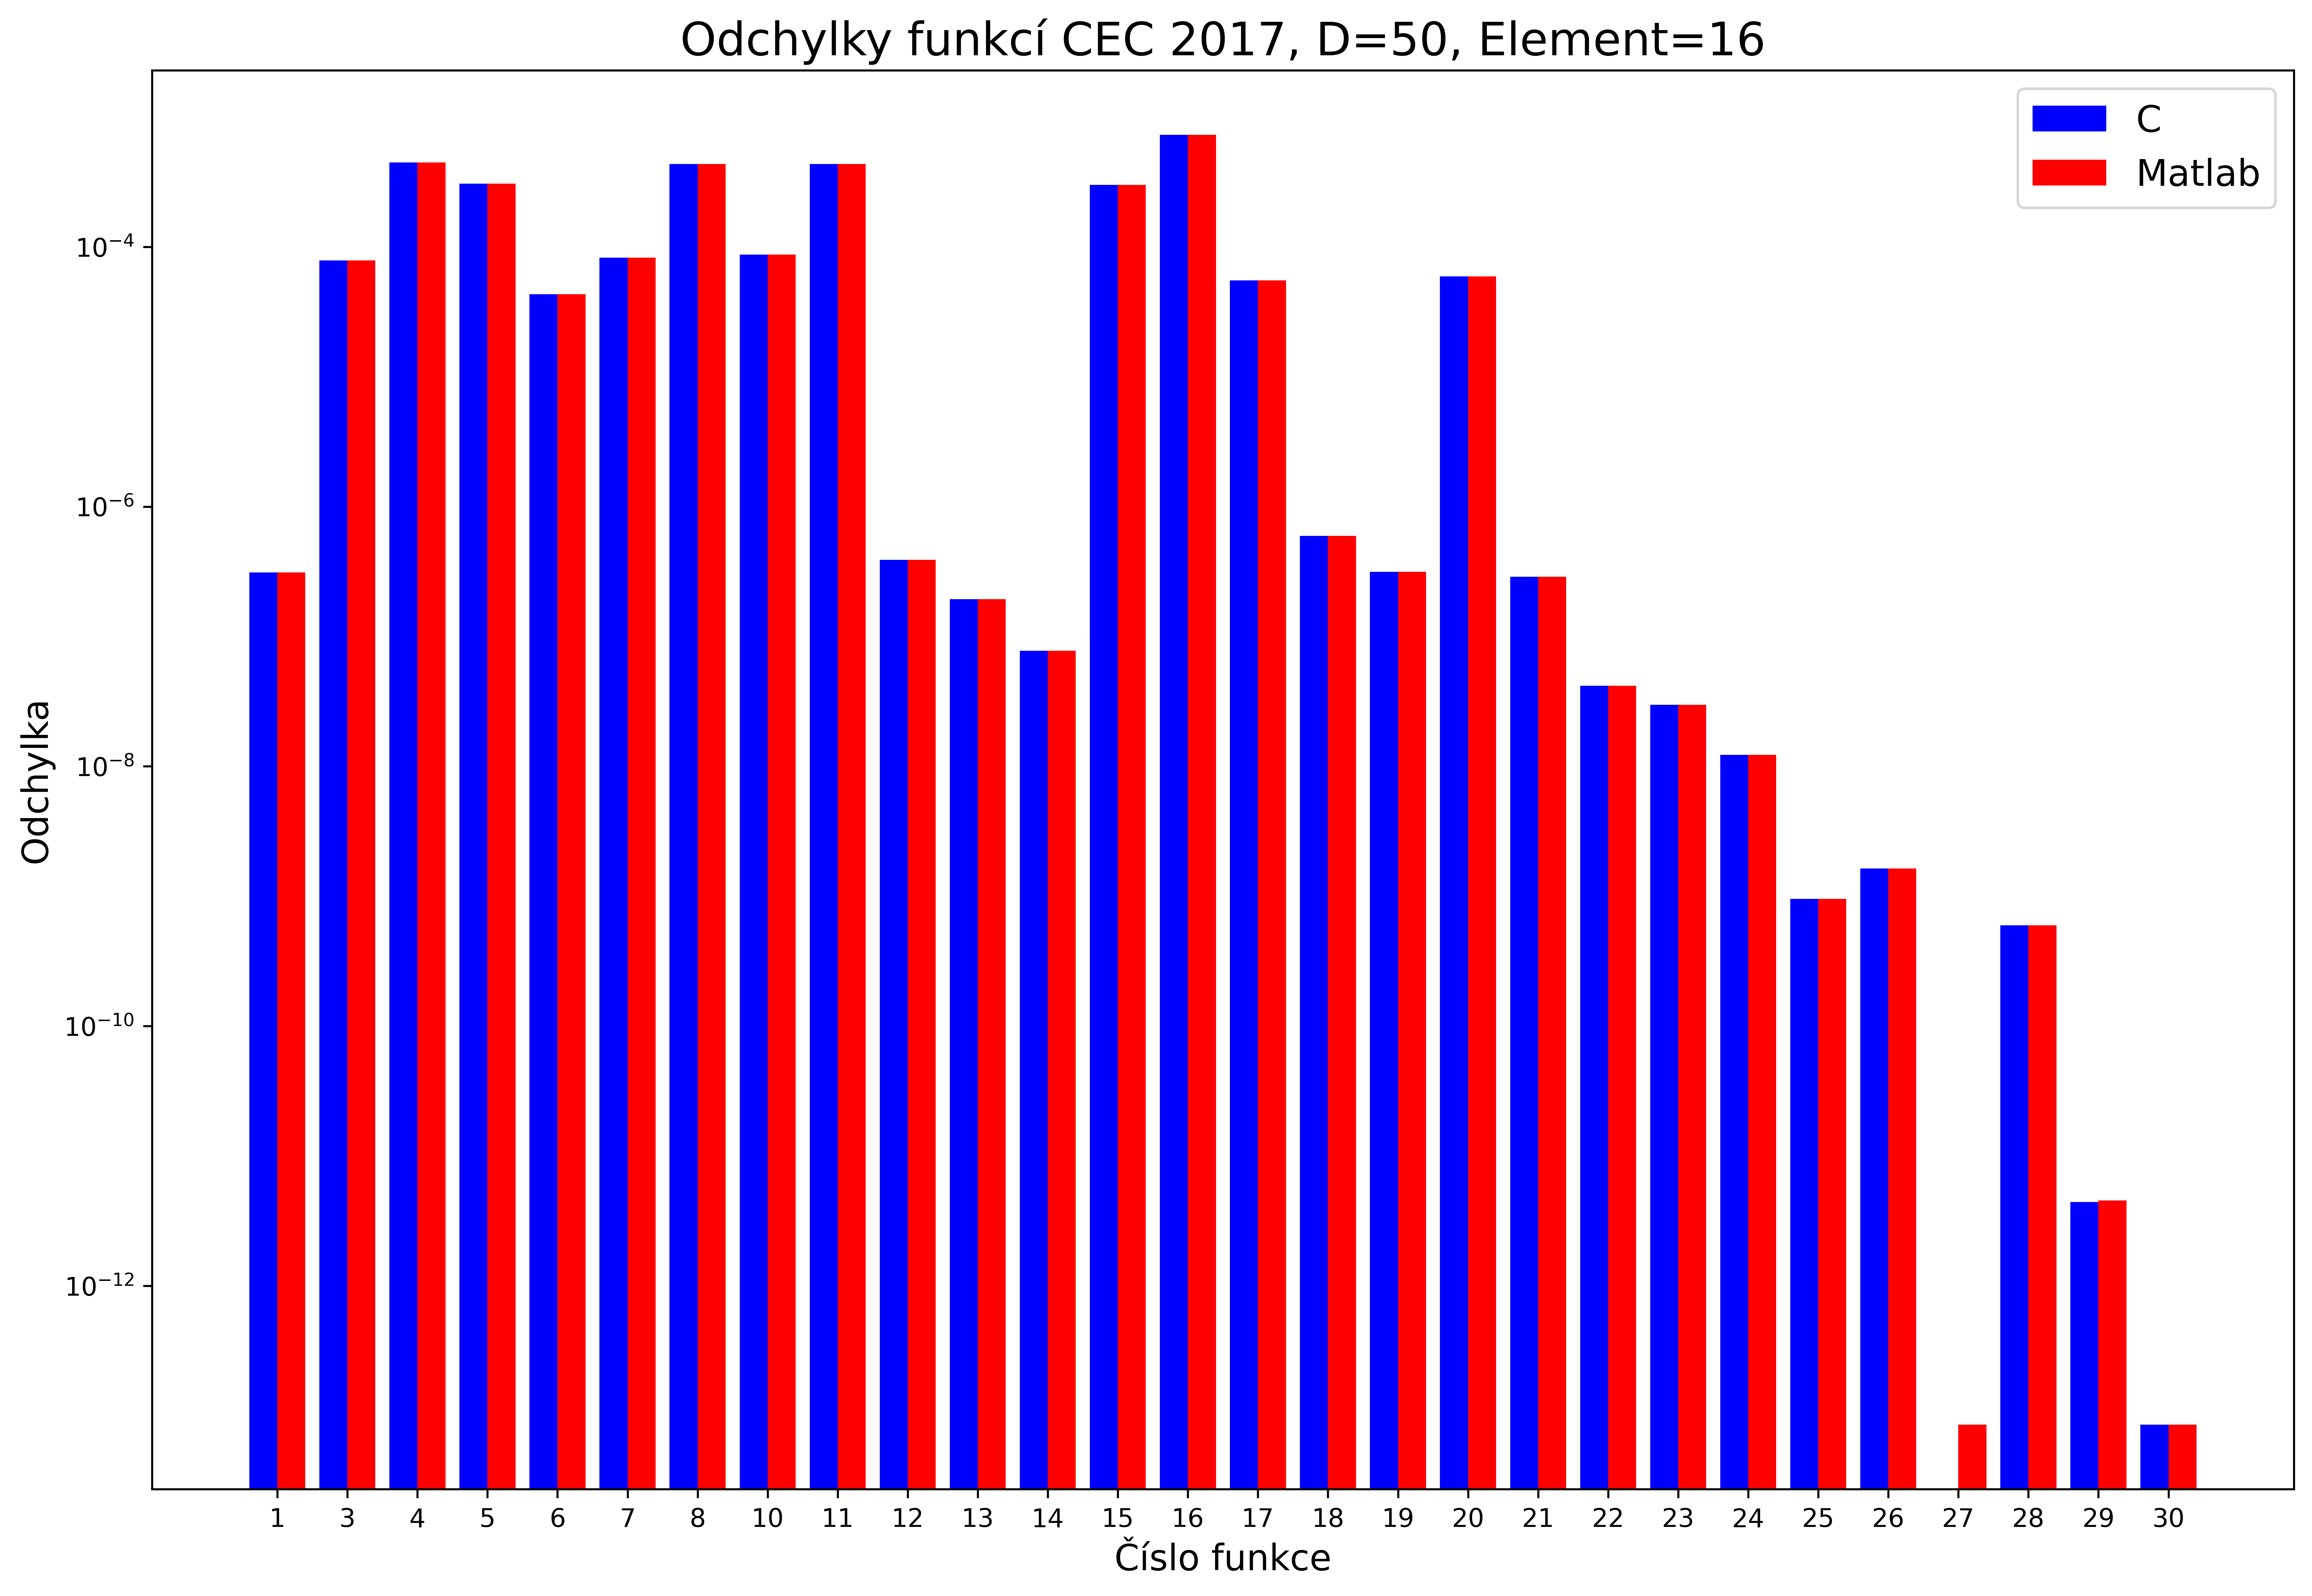 Odchylky funkcí CEC 2017, D=50, Element=16
C
Matlab
10⁻⁴
10⁻⁶
10⁻⁸
10⁻¹⁰
10⁻¹²
Odchylka
1 3 4 5 6 7 8 10 11 12 13 14 15 16 17 18 19 20 21 22 23 24 25 26 27 28 29 30
Číslo funkce